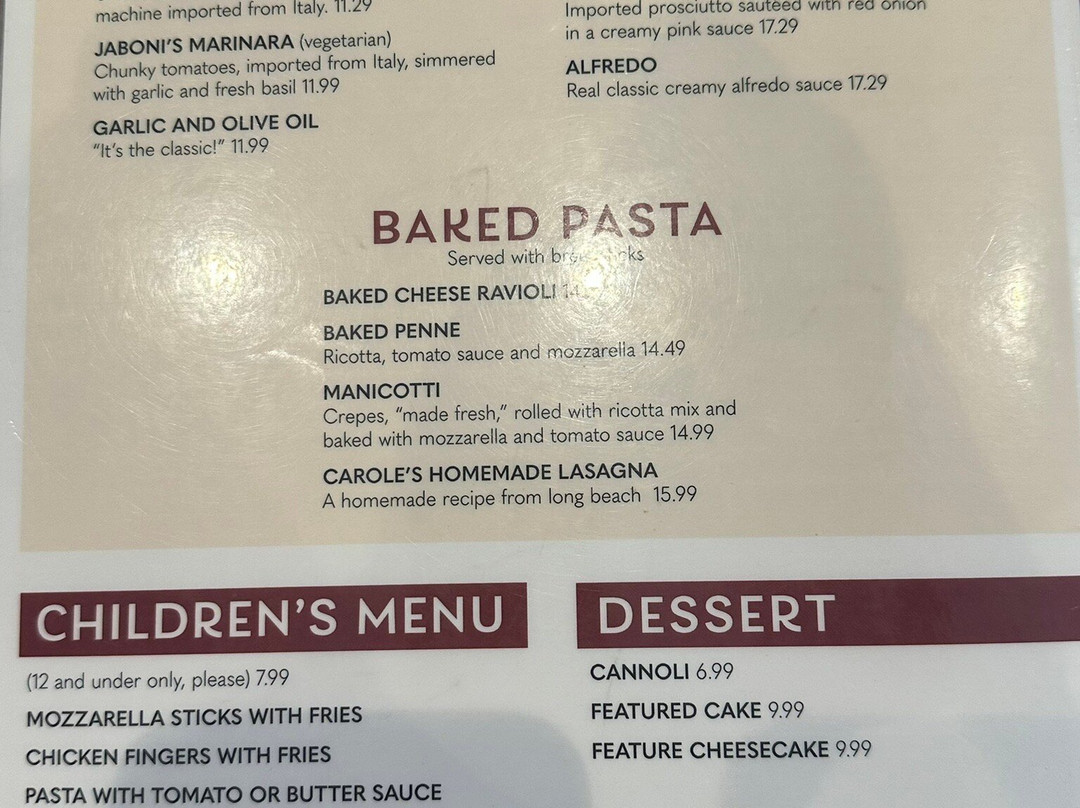 machine imported from Italy. 11.29
JABONI'S MARINARA (vegetarian)
Chunky tomatoes, imported from Italy, simmered
with garlic and fresh basil 11.99
GARLIC AND OLIVE OIL
"It's the classic!" 11.99
Imported prosciutto sauteed with red onion
in a creamy pink sauce 17.29
ALFREDO
Real classic creamy alfredo sauce 17.29
BAKED PASTA
Served with
BAKED CHEESE RAVIOLI
BAKED PENNE
Ricotta, tomato sauce and mozzarella 14.49
MANICOTTI
Crepes, "made fresh," rolled with ricotta mix and
baked with mozzarella and tomato sauce 14.99
CAROLE'S HOMEMADE LASAGNA
A homemade recipe from long beach 15.99
CHILDREN'S MENU
(12 and under only, please) 7.99
MOZZARELLA STICKS WITH FRIES
CHICKEN FINGERS WITH FRIES
PASTA WITH TOMATO OR BUTTER SAUCE
DESSERT
CANNOLI 6.99
FEATURED CAKE 9.99
FEATURE CHEESECAKE 9.99